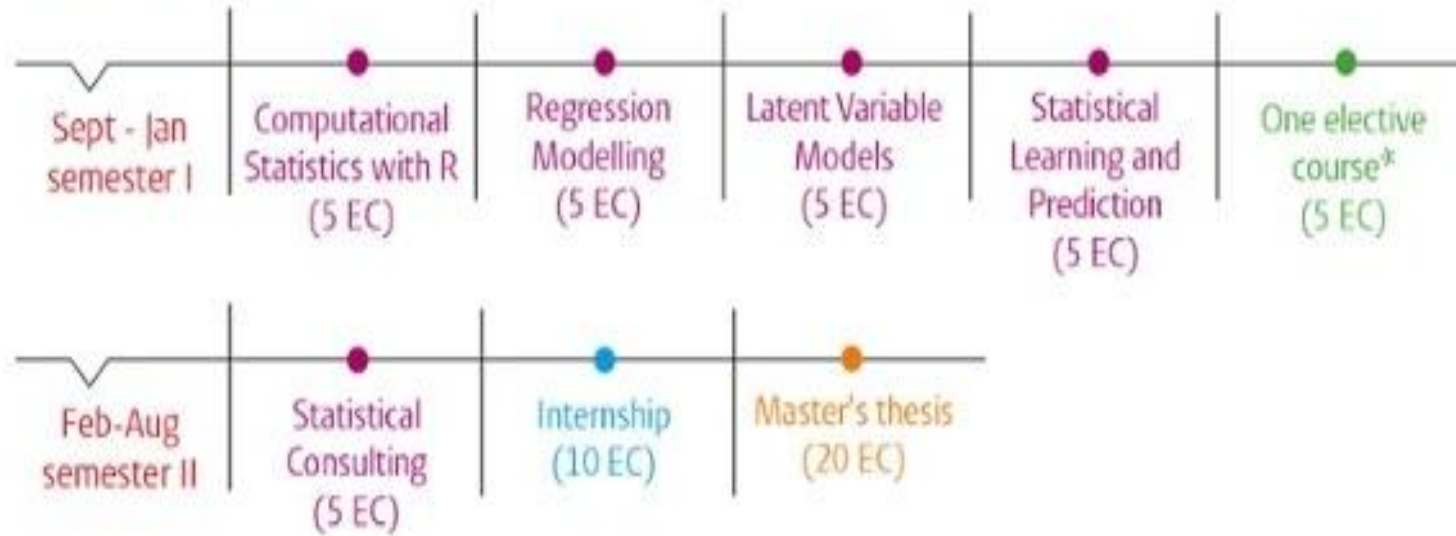 Sept - Jan
semester I
Computational
Statistics with R
(5 EC)
Regression
Modelling
(5 EC)
Latent Variable
Models
(5 EC)
Statistical
Learning and
Prediction
(5 EC)
One elective
course*
(5 EC)
Feb-Aug
semester II
Statistical
Consulting
(5 EC)
Internship
(10 EC)
Master's thesis
(20 EC)